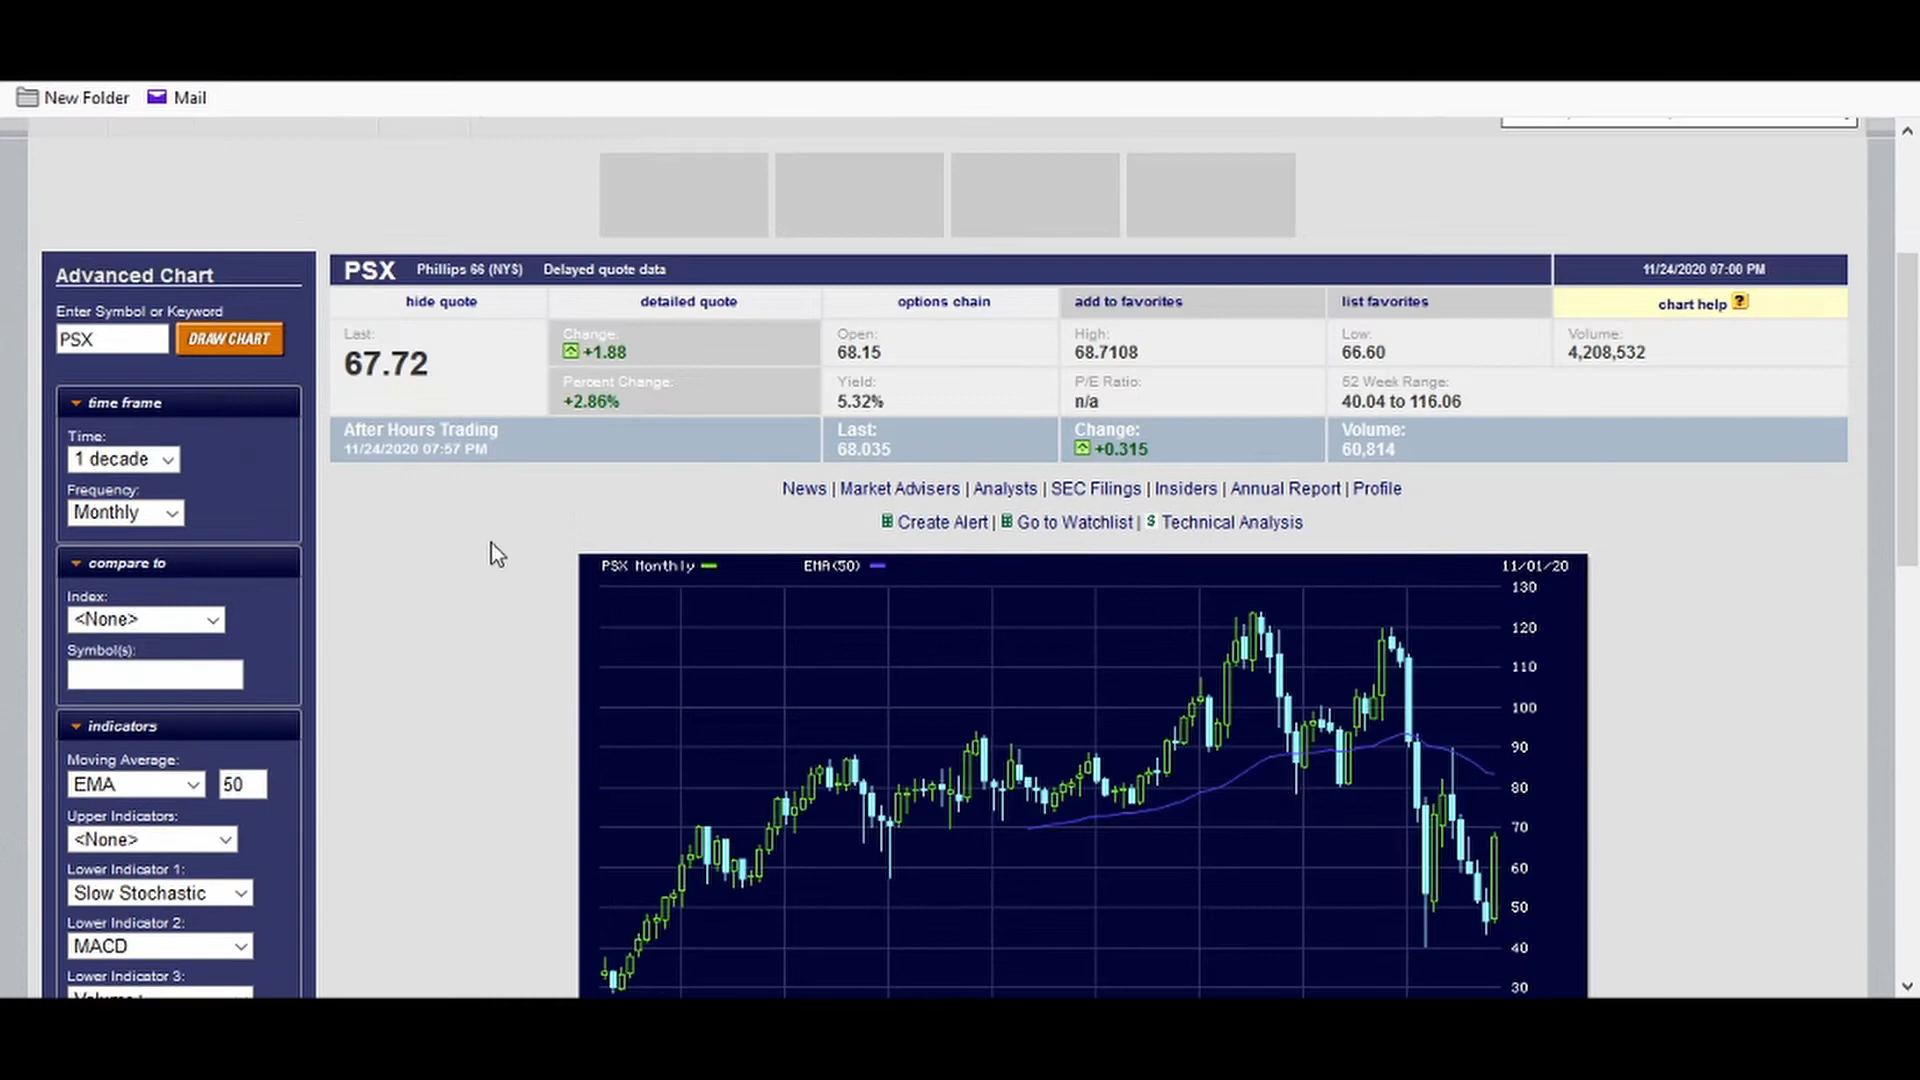 New Folder Mail
Advanced Chart
Enter Symbol or Keyword
PSX DRAW CHART
time frame
Time:
1 decade
Frequency:
Monthly
compare to
Index:
<None>
Symbol(s):
indicators
Moving Average:
EMA 50
Upper Indicators:
<None>
Lower Indicator 1:
Slow Stochastic
Lower Indicator 2:
MACD
Lower Indicator 3:
PSX Phillips 66 (NYS) Delayed quote data 11/24/2020 07:00 PM
hide quote detailed quote options chain add to favorites list favorites chart help ?
Last: Change: Open: High: Low: Volume:
67.72 +1.88 68.15 68.7108 66.60 4,208,532
Percent Change: Yield: P/E Ratio: 52 Week Range:
+2.86% 5.32% n/a 40.04 to 116.06
After Hours Trading Last: Change: Volume:
11/24/2020 07:57 PM 68.035 +0.315 60,814
News | Market Advisers | Analysts | SEC Filings | Insiders | Annual Report | Profile
Create Alert | Go to Watchlist | $ Technical Analysis
PSX Monthly EMA(50) 11/01/20
130
120
110
100
90
80
70
60
50
40
30